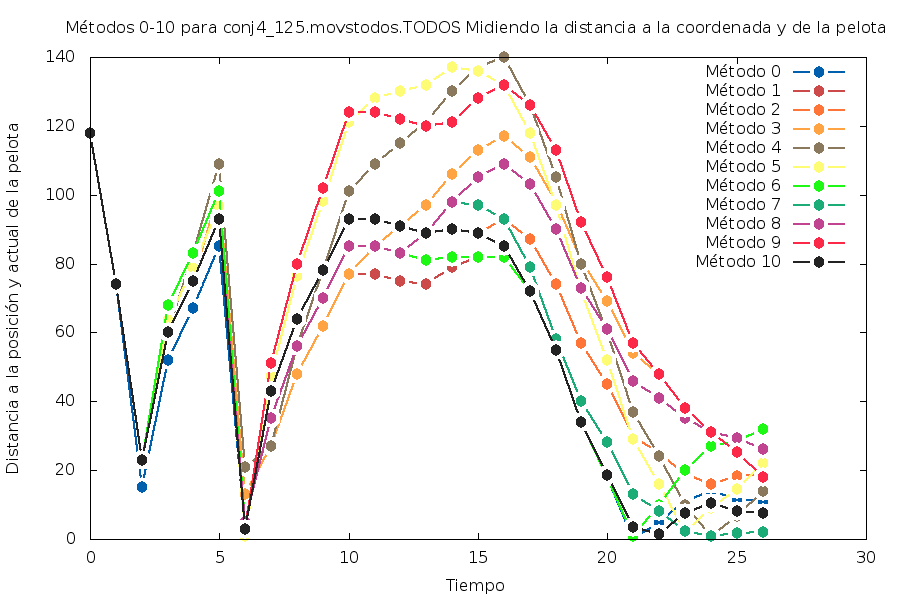 Métodos 0-10 para conj4_125.movstodos.TODOS Midiendo la distancia a la coordenada y de la pelota
Distancia a la posición y actual de la pelota
140
120
100
80
60
40
20
0
0 5 10 15 20 25 30
Tiempo
Método 0
Método 1
Método 2
Método 3
Método 4
Método 5
Método 6
Método 7
Método 8
Método 9
Método 10